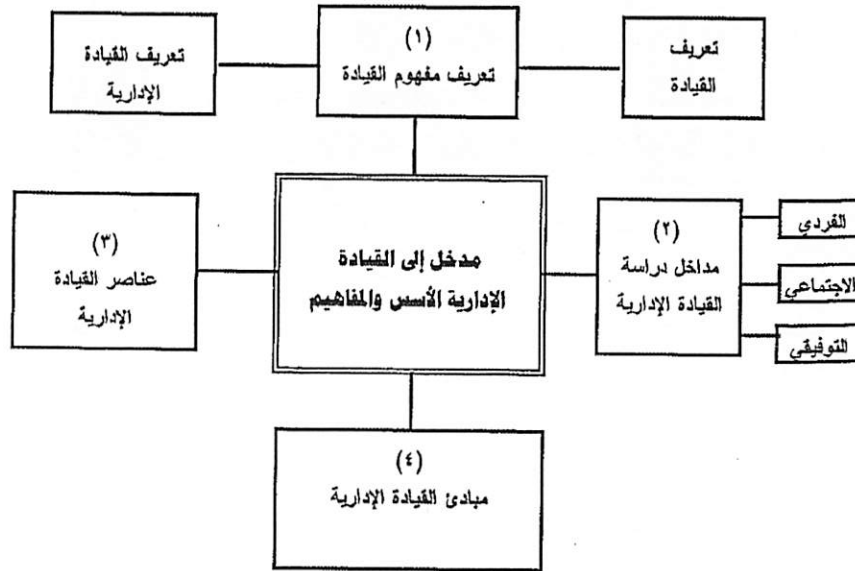 تعريف
القيادة
(١)
تعريف مفهوم القيادة
تعريف القيادة
الإدارية
مدخل إلى القيادة
الإدارية الأسس والمفاهيم
(٢)
مداخل دراسة
القيادة الإدارية
الفردي
الاجتماعي
التوفيقي
(٣)
عناصر القيادة
الإدارية
(٤)
مبادئ القيادة الإدارية